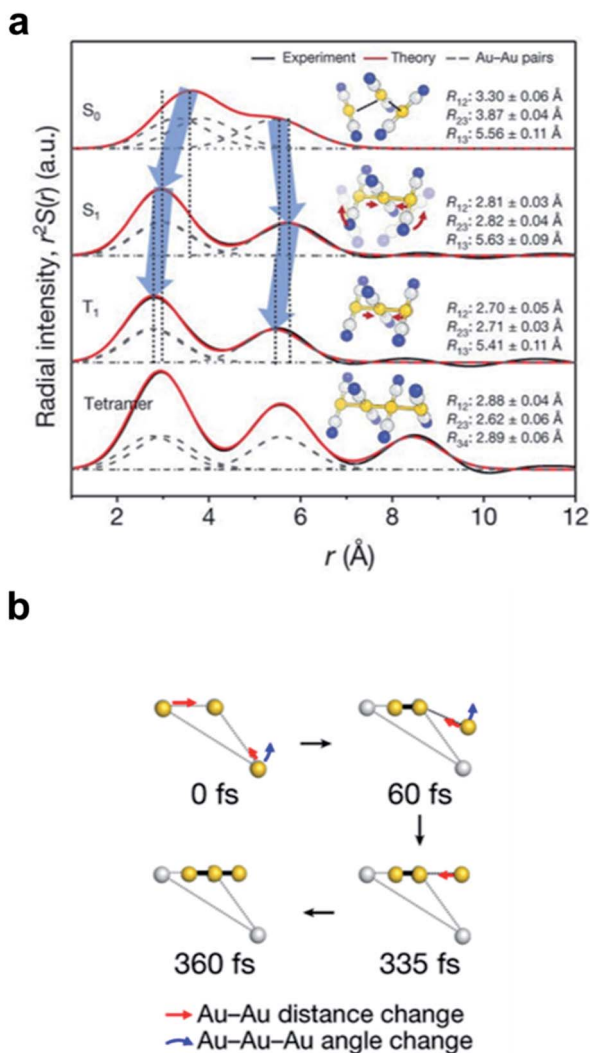 a
Experiment Theory Au–Au pairs
Radial intensity, r²S(r) (a.u.)
S₀
R₁₂: 3.30 ± 0.06 Å
R₂₃: 3.87 ± 0.04 Å
R₁₃: 5.56 ± 0.11 Å
S₁
R₁₂: 2.81 ± 0.03 Å
R₂₃: 2.82 ± 0.04 Å
R₁₃: 5.63 ± 0.09 Å
T₁
R₁₂: 2.70 ± 0.05 Å
R₂₃: 2.71 ± 0.03 Å
R₁₃: 5.41 ± 0.11 Å
Tetramer
R₁₂: 2.88 ± 0.04 Å
R₂₃: 2.62 ± 0.06 Å
R₃₄: 2.89 ± 0.06 Å
2 4 6 8 10 12
r (Å)
b
0 fs 60 fs
360 fs 335 fs
Au–Au distance change
Au–Au–Au angle change